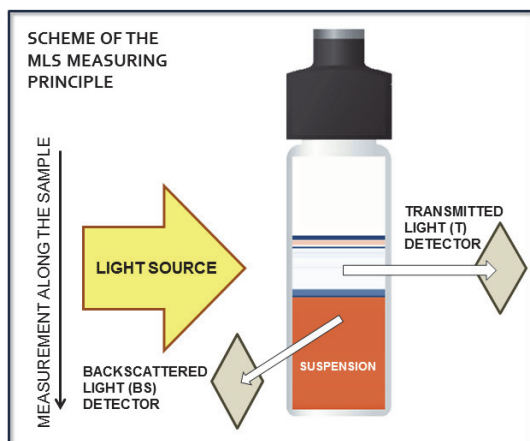 SCHEME OF THE
MLS MEASURING
PRINCIPLE
MEASUREMENT ALONG THE SAMPLE
LIGHT SOURCE
TRANSMITTED
LIGHT (T)
DETECTOR
BACKSCATTERED
LIGHT (BS)
DETECTOR
SUSPENSION